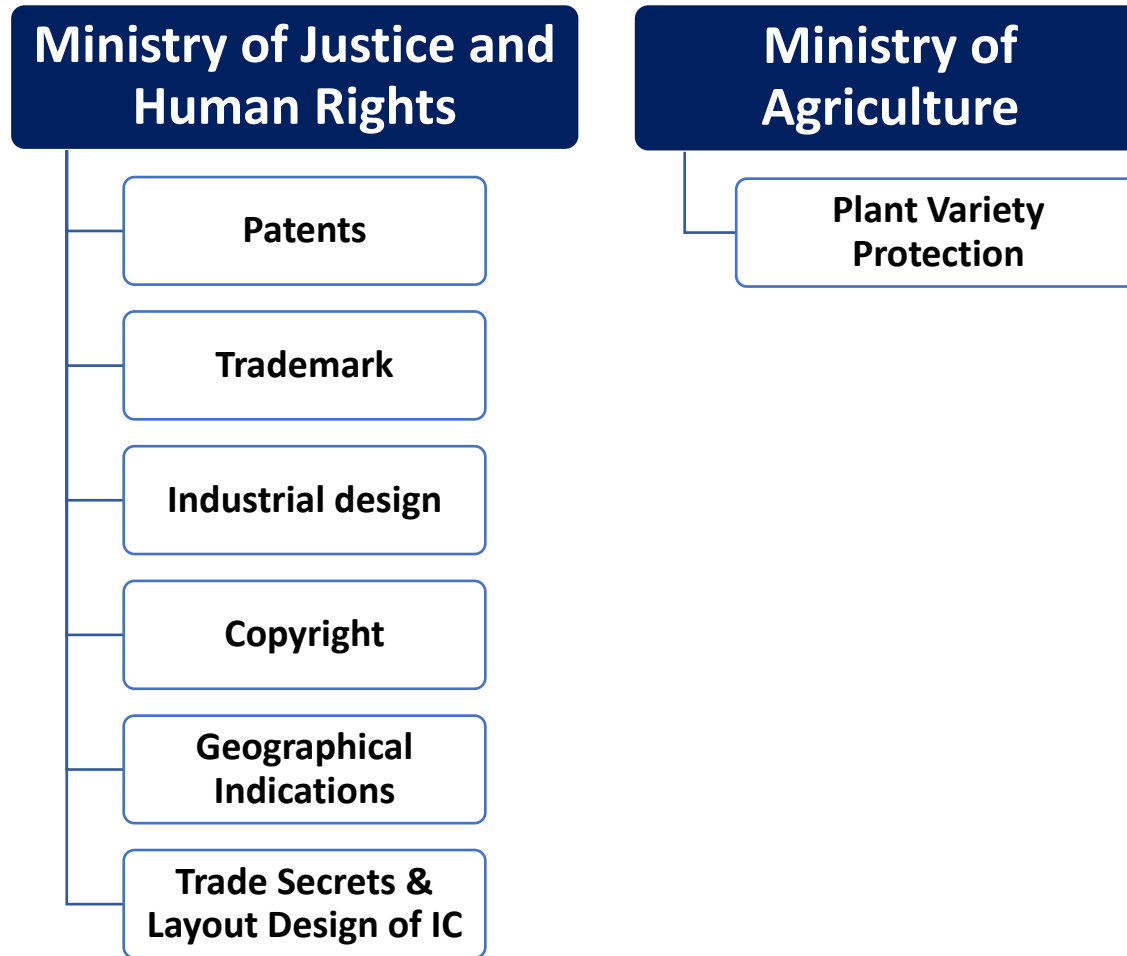 Ministry of Justice and
Human Rights
Patents
Trademark
Industrial design
Copyright
Geographical
Indications
Trade Secrets &
Layout Design of IC
Ministry of
Agriculture
Plant Variety
Protection